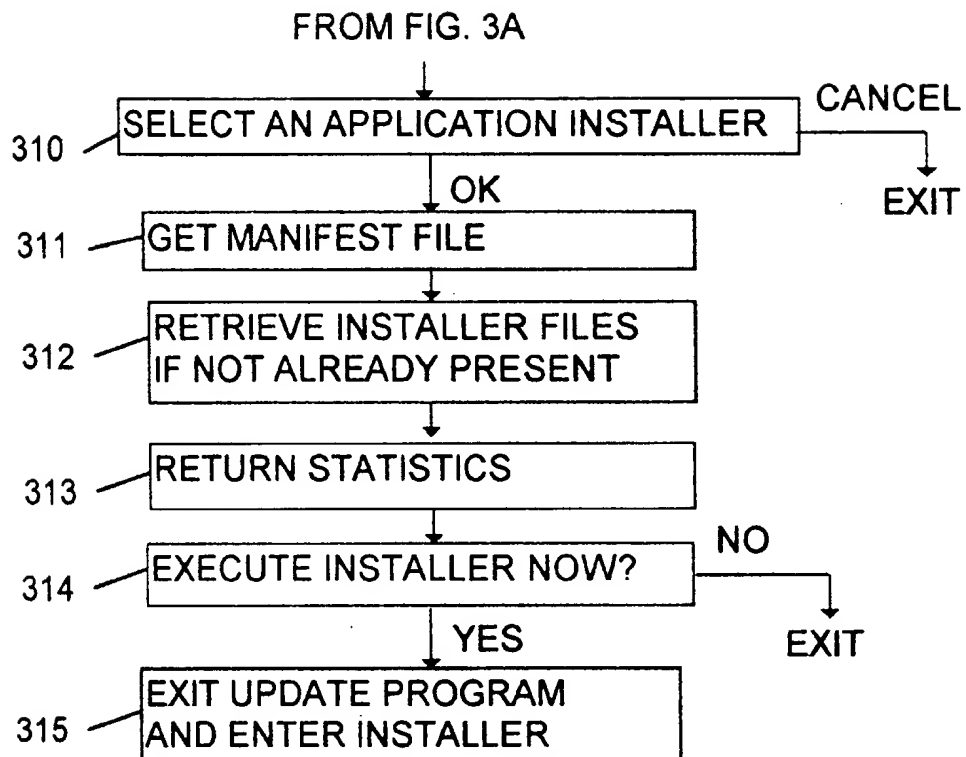 FROM FIG. 3A
CANCEL
310
SELECT AN APPLICATION INSTALLER
EXIT
OK
311
GET MANIFEST FILE
312
RETRIEVE INSTALLER FILES
IF NOT ALREADY PRESENT
313
RETURN STATISTICS
NO
314
EXECUTE INSTALLER NOW?
EXIT
YES
315
EXIT UPDATE PROGRAM
AND ENTER INSTALLER